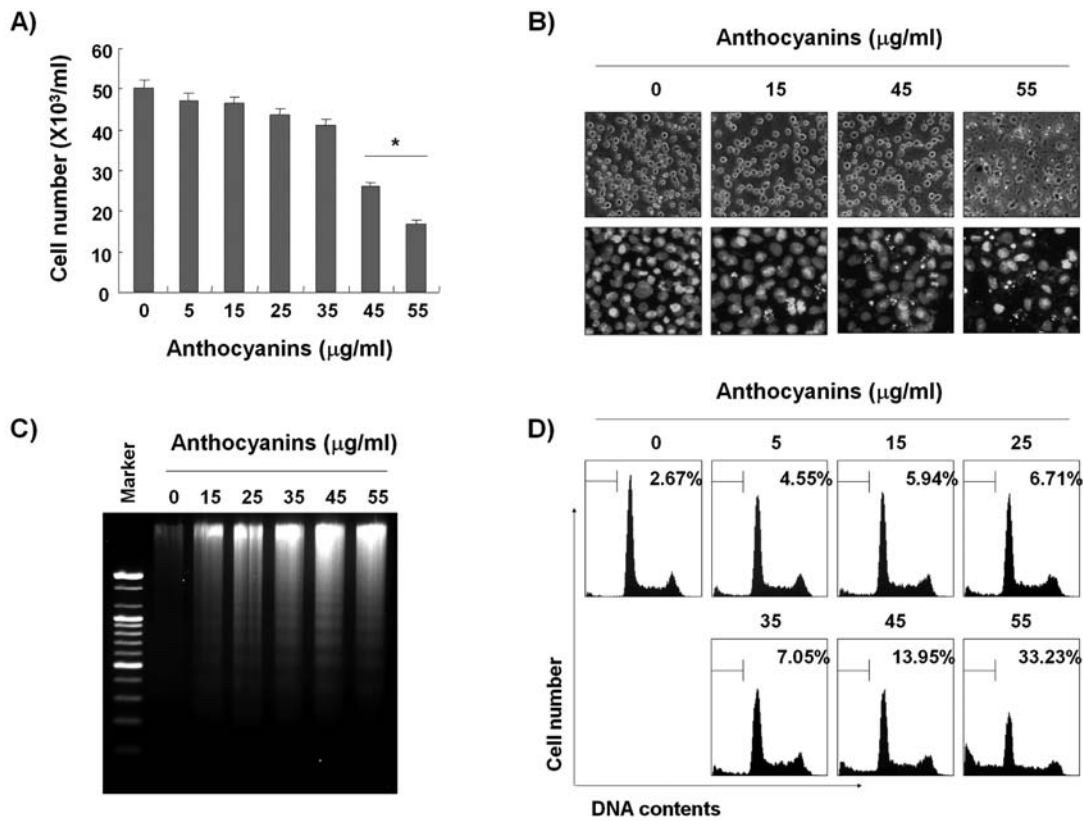 A)
Cell number (X10³/ml)
60
50
40
30
20
10
0
*
0 5 15 25 35 45 55
Anthocyanins (μg/ml)
B)
Anthocyanins (μg/ml)
0 15 45 55
C)
Anthocyanins (μg/ml)
Marker
0 15 25 35 45 55
D)
Anthocyanins (μg/ml)
0 5 15 25
2.67% 4.55% 5.94% 6.71%
35 45 55
7.05% 13.95% 33.23%
Cell number
DNA contents